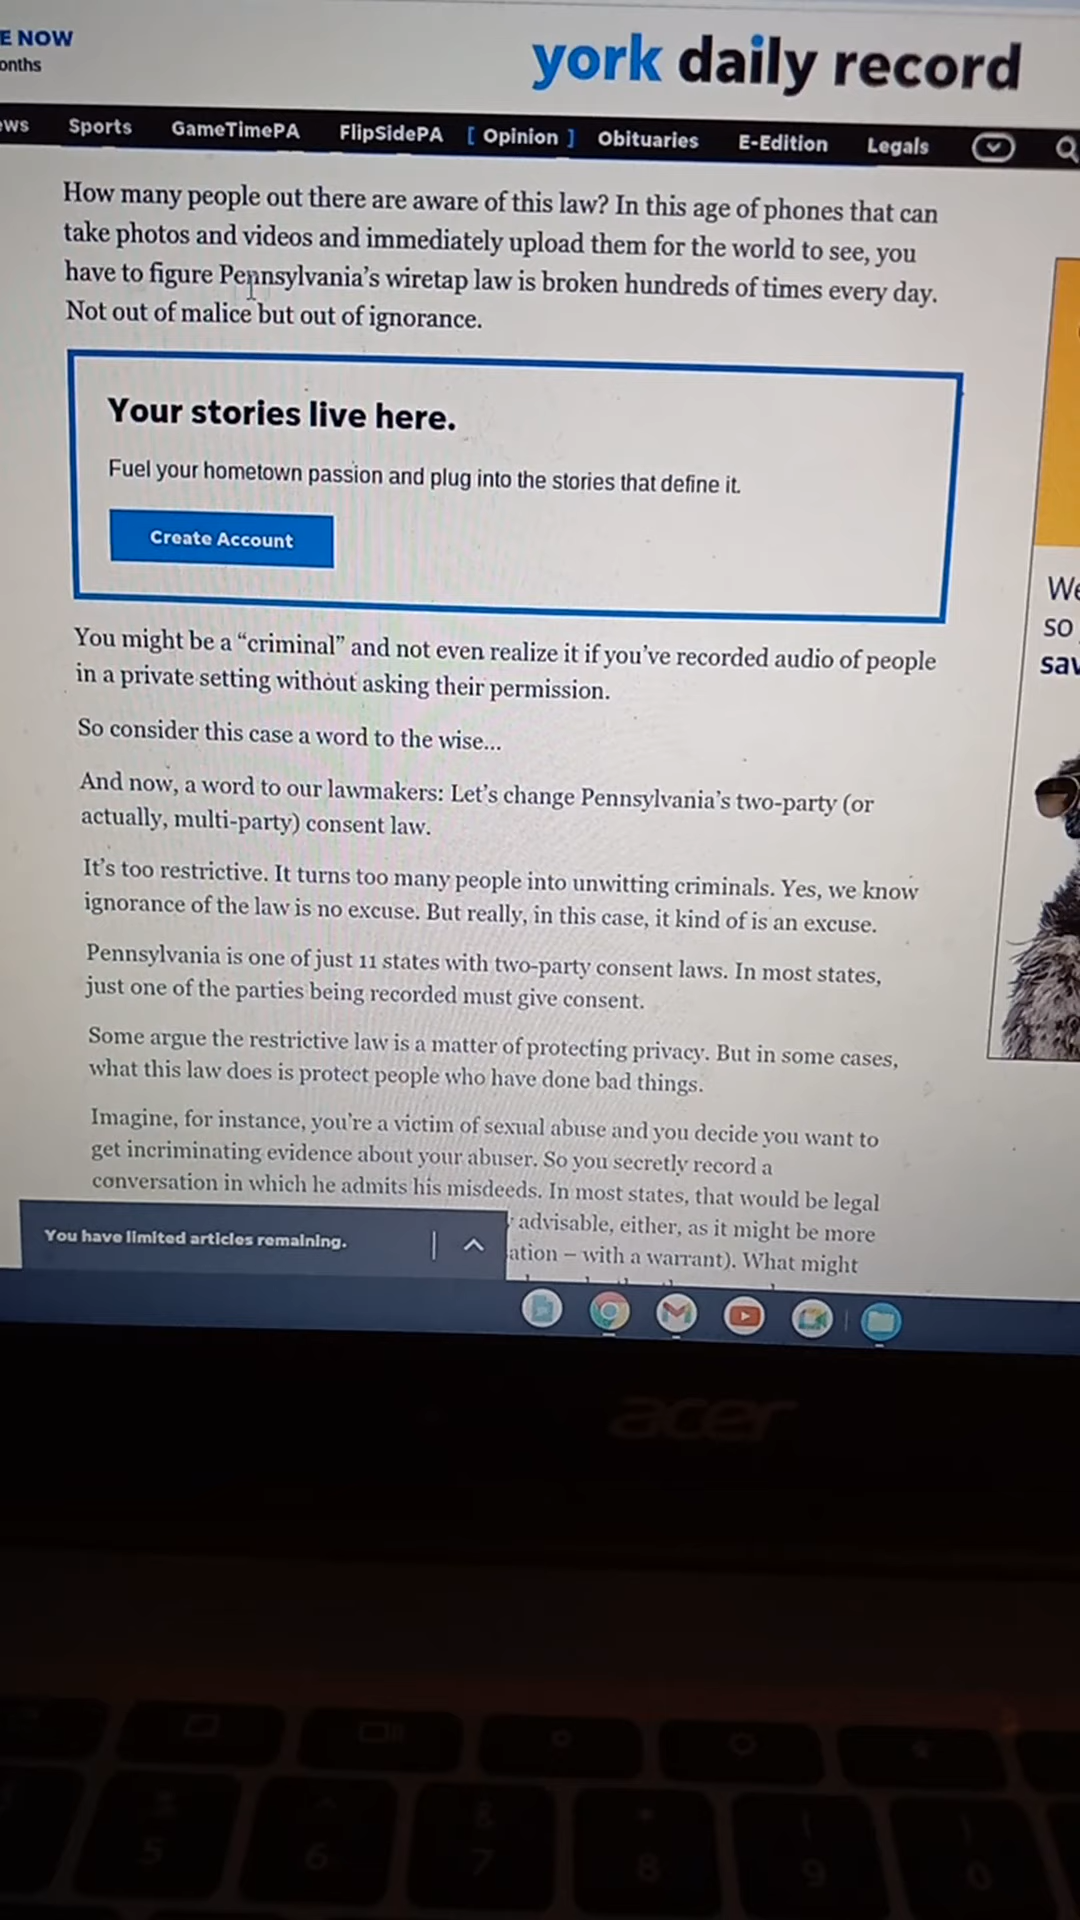 E NOW
onths
york daily record
ews Sports GameTimePA FlipSidePA [ Opinion ] Obituaries E-Edition Legals
How many people out there are aware of this law? In this age of phones that can
take photos and videos and immediately upload them for the world to see, you
have to figure Pennsylvania’s wiretap law is broken hundreds of times every day.
Not out of malice but out of ignorance.
Your stories live here.
Fuel your hometown passion and plug into the stories that define it.
Create Account
You might be a “criminal” and not even realize it if you’ve recorded audio of people
in a private setting without asking their permission.
So consider this case a word to the wise...
And now, a word to our lawmakers: Let’s change Pennsylvania’s two-party (or
actually, multi-party) consent law.
It’s too restrictive. It turns too many people into unwitting criminals. Yes, we know
ignorance of the law is no excuse. But really, in this case, it kind of is an excuse.
Pennsylvania is one of just 11 states with two-party consent laws. In most states,
just one of the parties being recorded must give consent.
Some argue the restrictive law is a matter of protecting privacy. But in some cases,
what this law does is protect people who have done bad things.
Imagine, for instance, you’re a victim of sexual abuse and you decide you want to
get incriminating evidence about your abuser. So you secretly record a
conversation in which he admits his misdeeds. In most states, that would be legal
advisable, either, as it might be more
ation – with a warrant). What might
You have limited articles remaining.
We
so
sav
acer
5 6 7 8 9 0